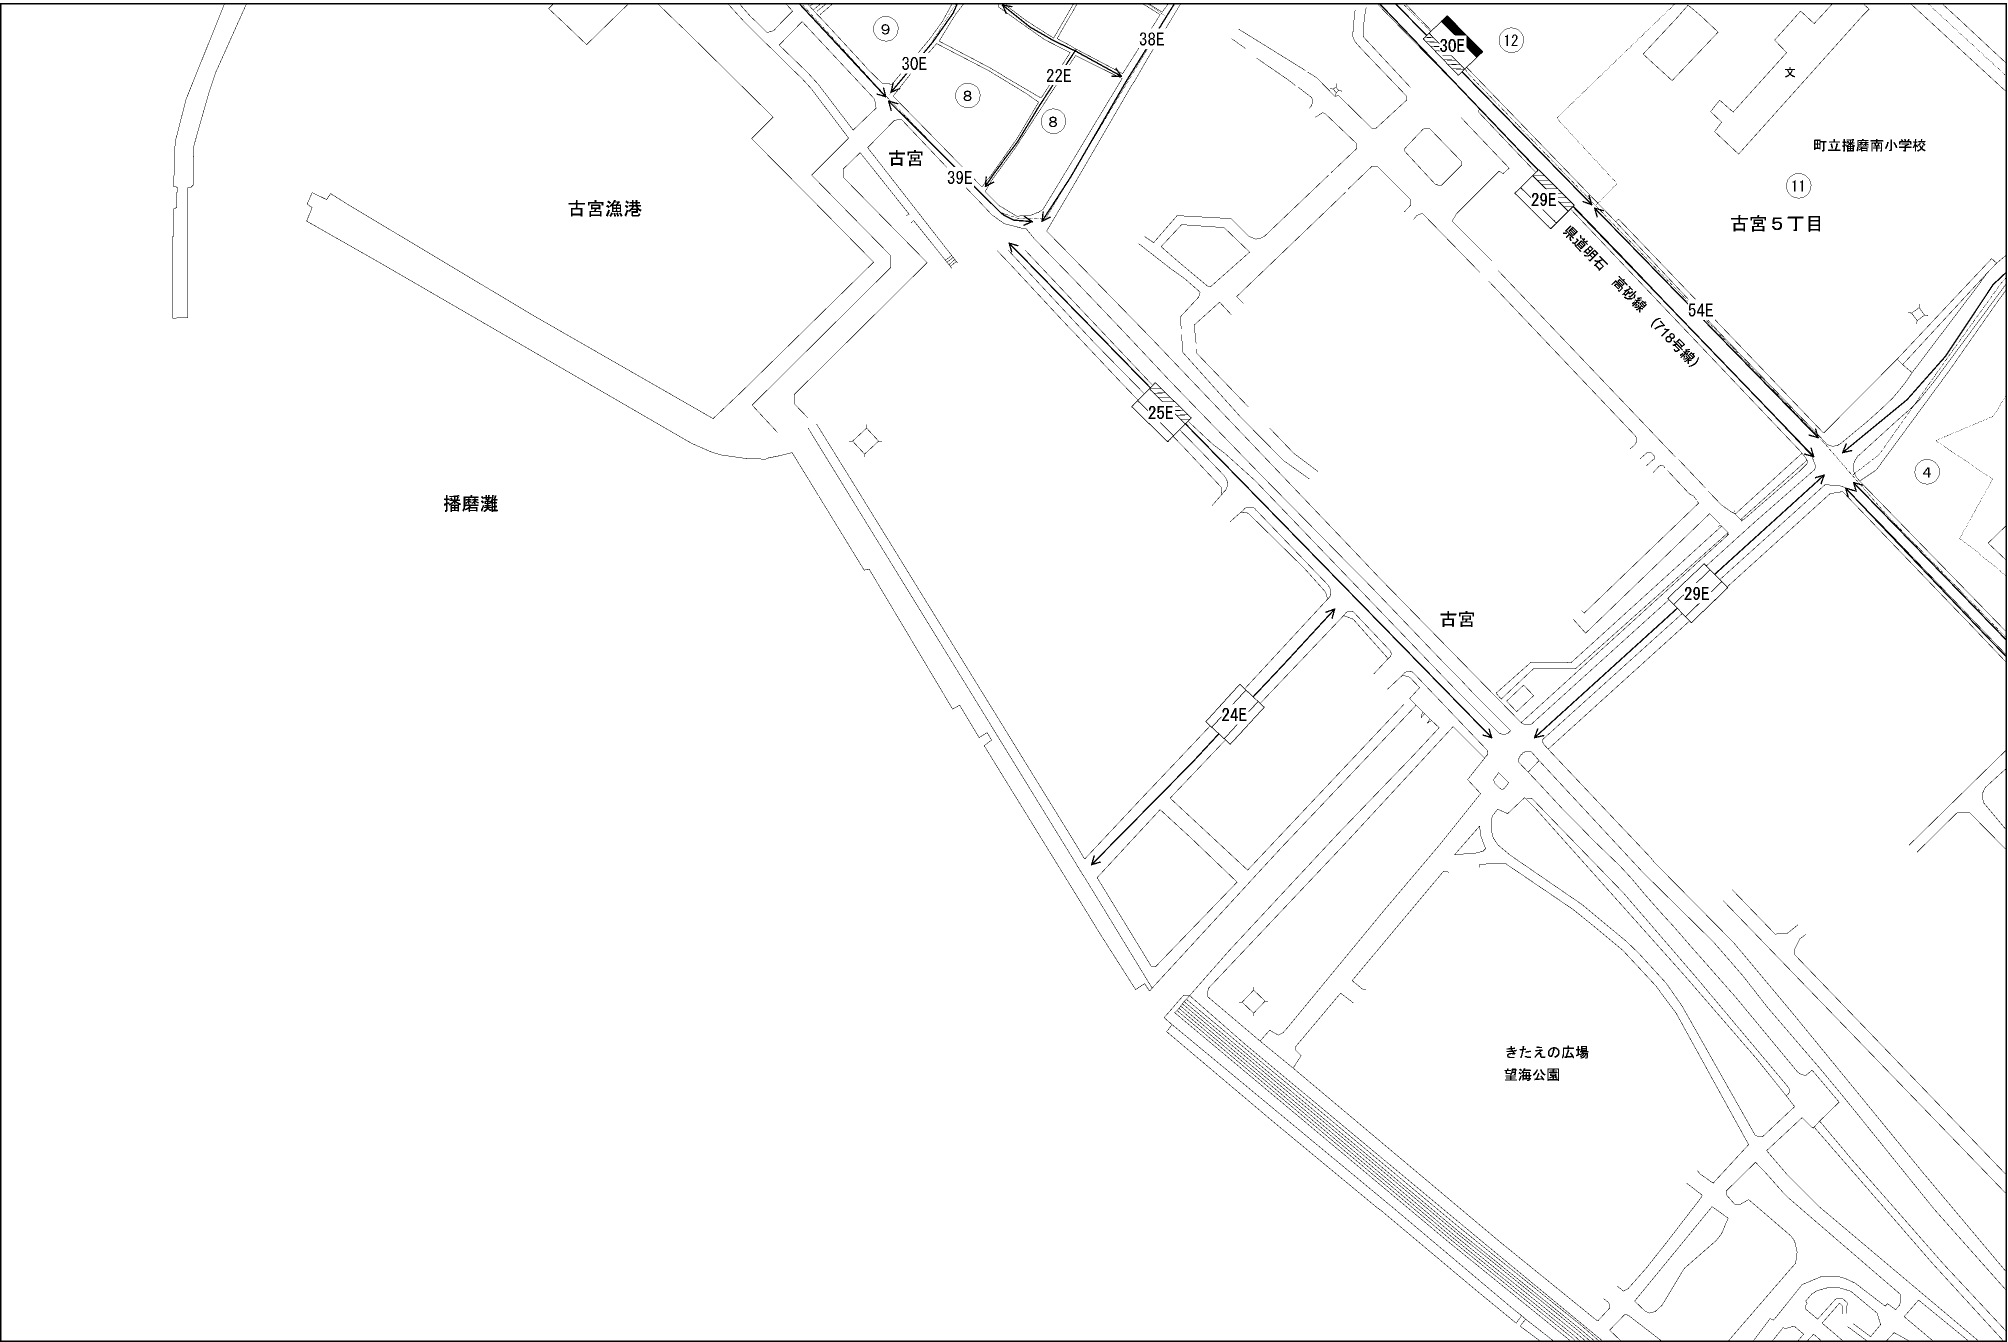 ⑨
38E
30E
⑫
30E
22E
文
⑧
⑧
町立播磨南小学校
古宮
39E
⑪
29E
古宮漁港
古宮５丁目
県道明石 高砂線 (718号線)
54E
25E
④
播磨灘
29E
古宮
24E
きたえの広場
望海公園